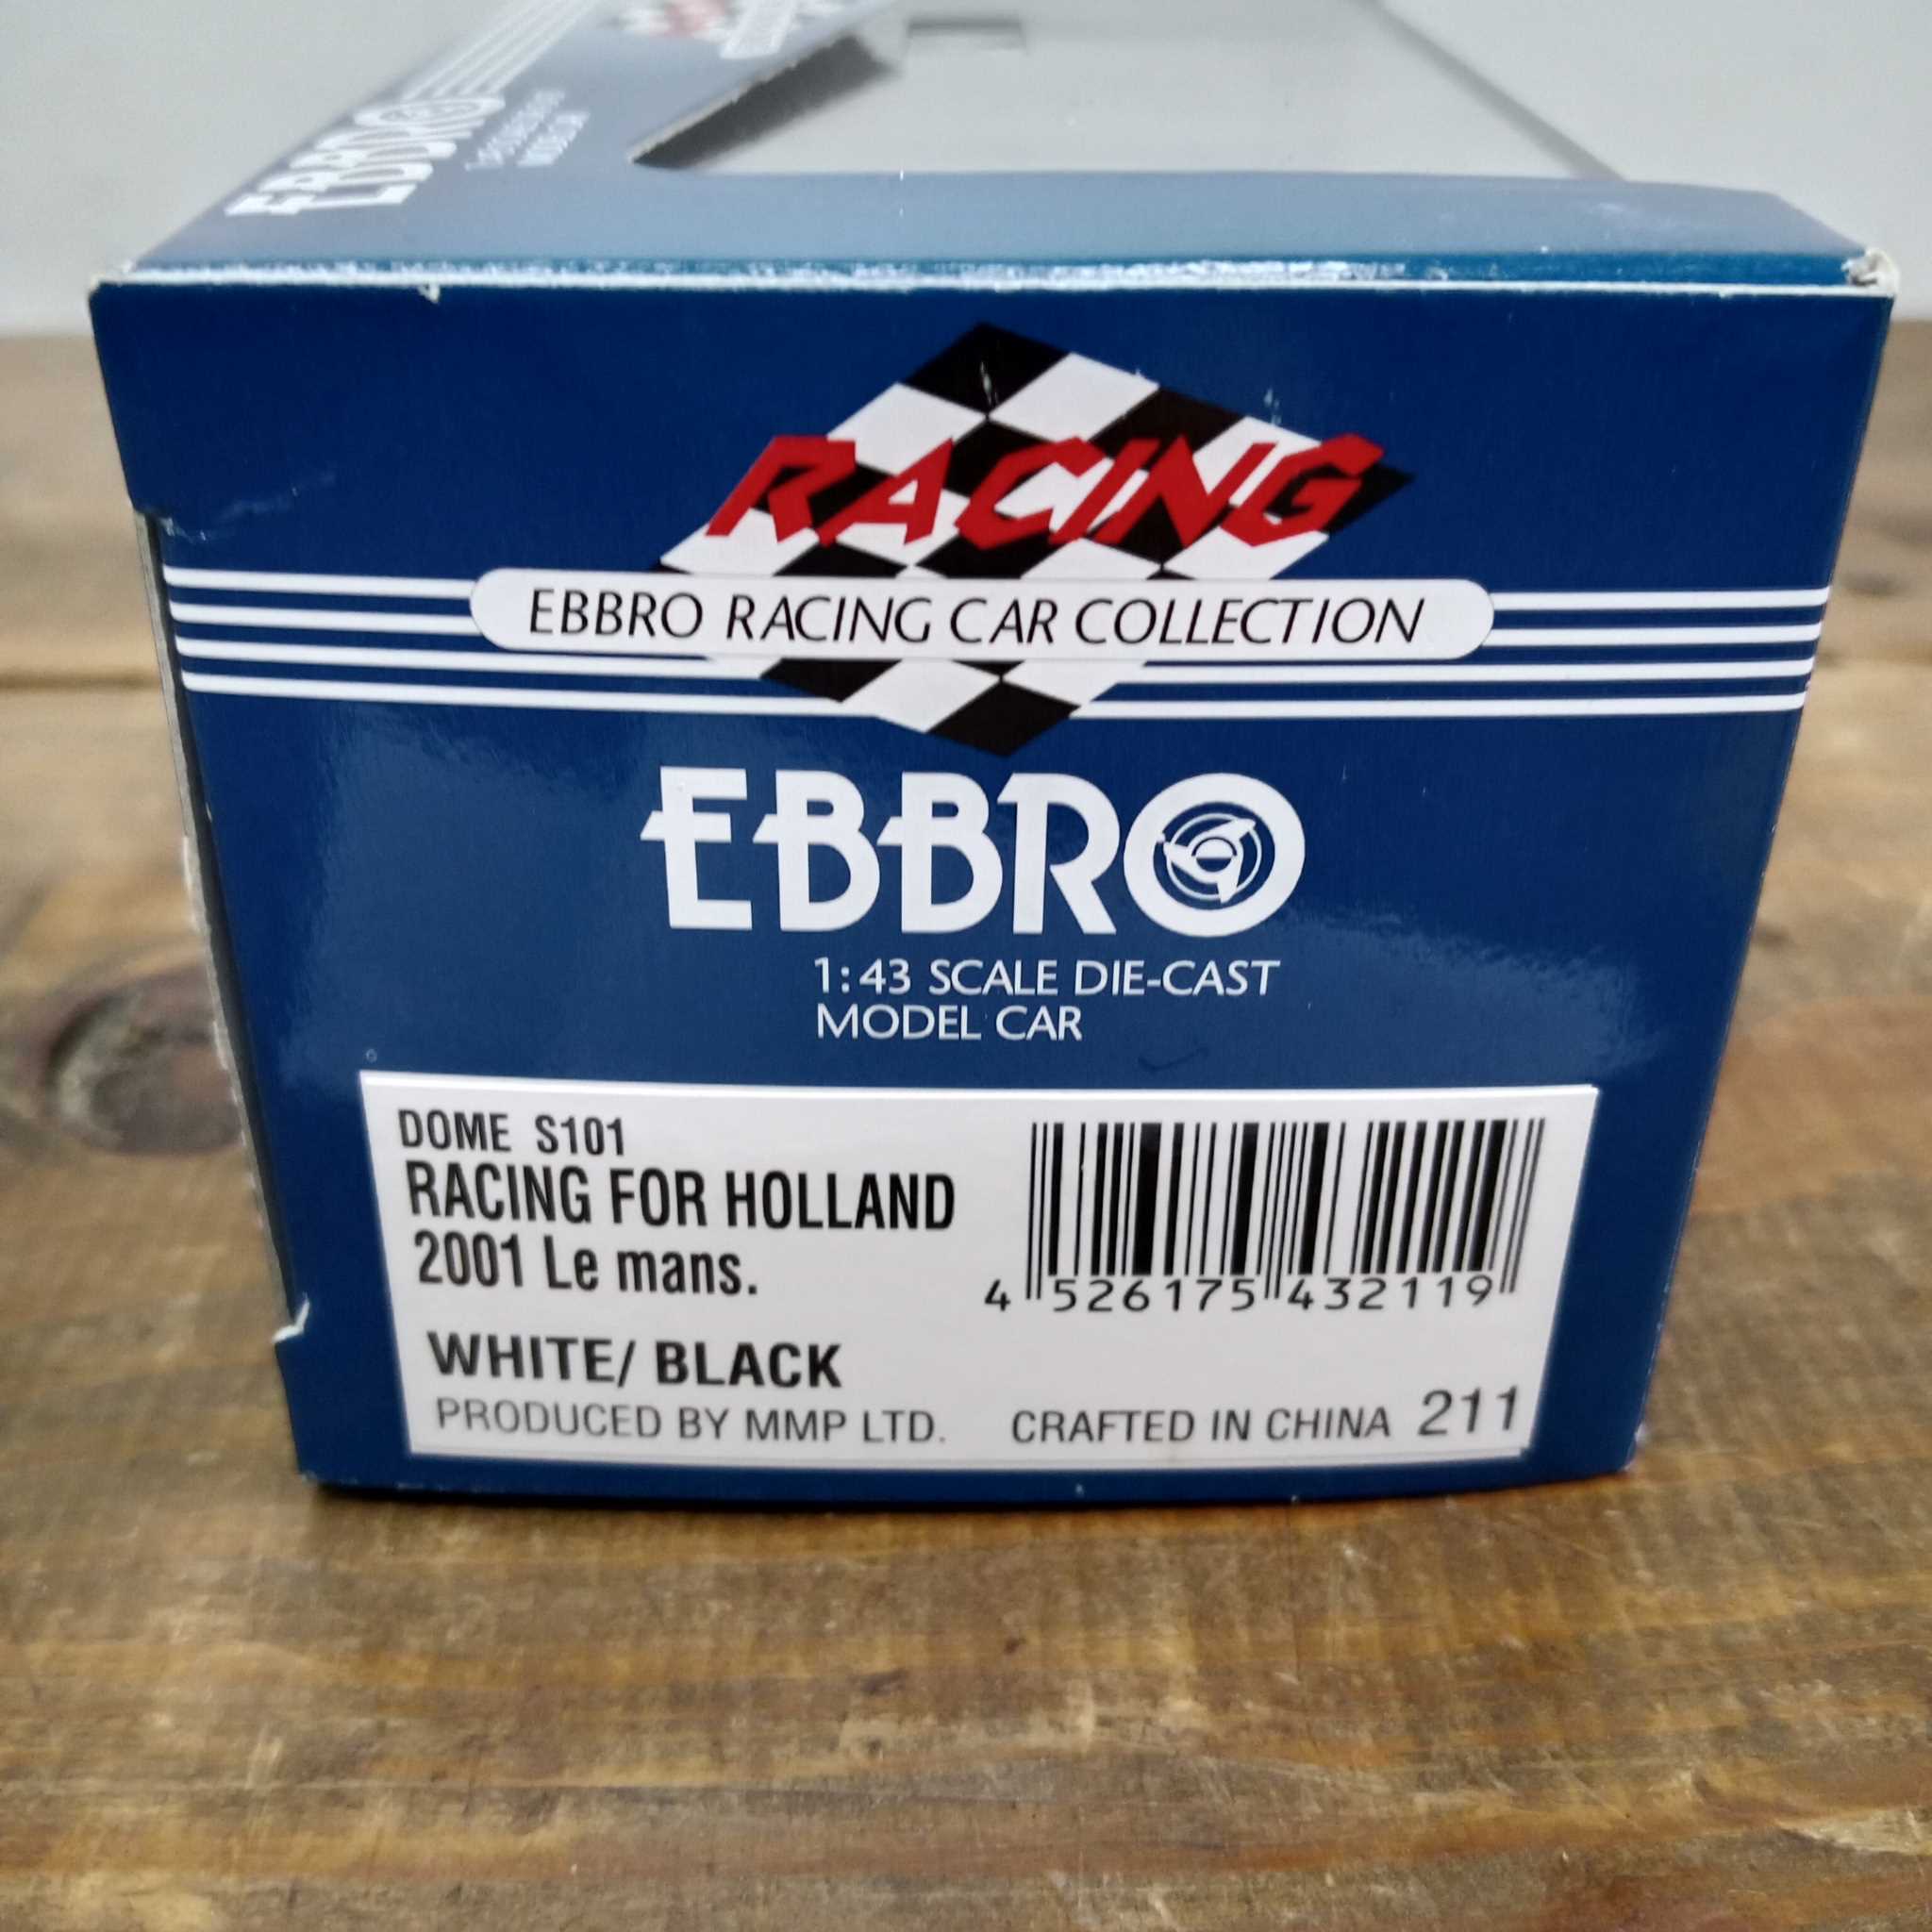 EBBRO
RACING
EBBRO RACING CAR COLLECTION
EBBRO
1:43 SCALE DIE-CAST
MODEL CAR
DOME S101
RACING FOR HOLLAND
2001 Le mans.
4 526175 432119
WHITE/ BLACK
PRODUCED BY MMP LTD. CRAFTED IN CHINA 211